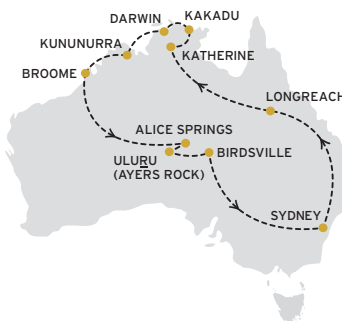 DARWIN
KAKADU
KUNUNURRA
KATHERINE
BROOME
LONGREACH
ALICE SPRINGS
ULURU
(AYERS ROCK)
BIRDSVILLE
SYDNEY